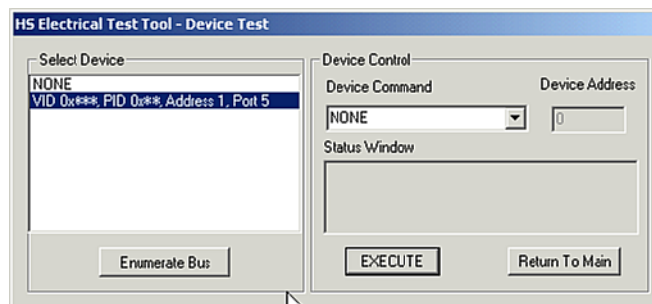 HS Electrical Test Tool - Device Test
Select Device
NONE
VID 0x***, PID 0x**, Address 1, Port 5
Enumerate Bus
Device Control
Device Command
Device Address
NONE
0
Status Window
EXECUTE
Return To Main